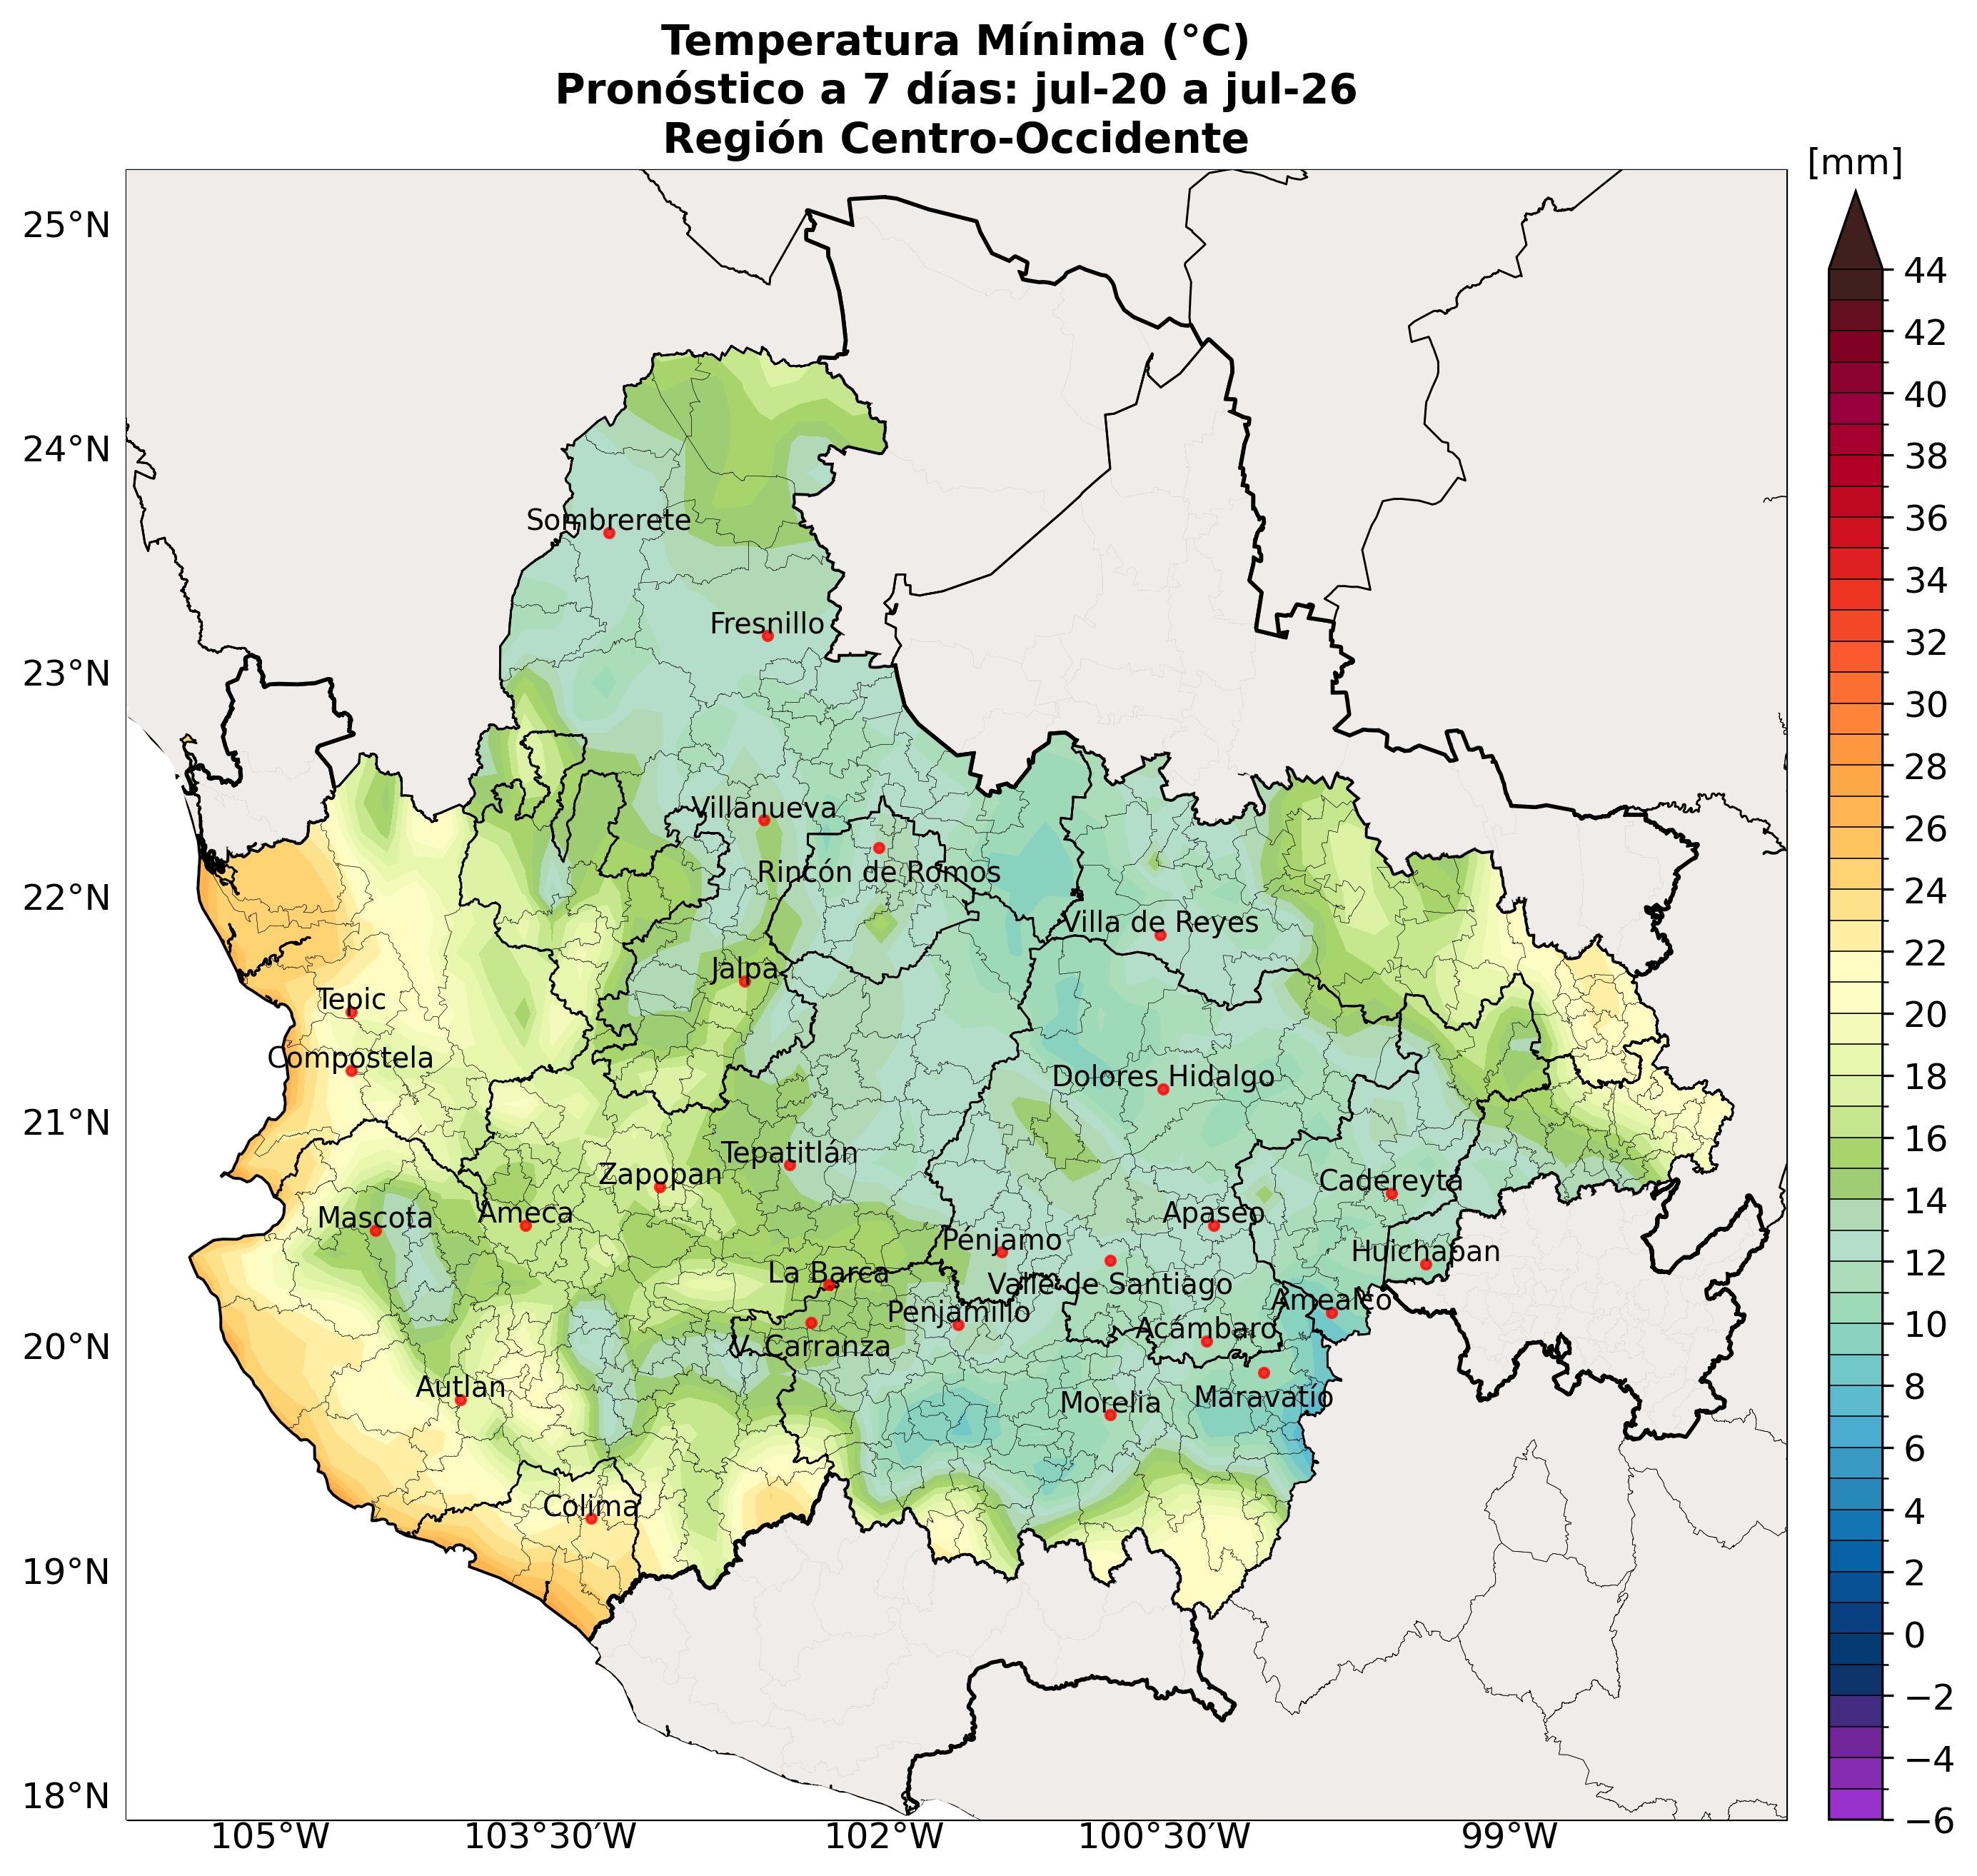 Temperatura Mínima (°C)
Pronóstico a 7 días: jul-20 a jul-26
Región Centro-Occidente
[mm]
25°N
24°N
23°N
22°N
21°N
20°N
19°N
18°N
Sombrerete
Fresnillo
Villanueva
Rincón de Romos
Villa de Reyes
Jalpa
Tepic
Compostela
Dolores Hidalgo
Tepatitlán
Zapopan
Cadereyta
Mascota
Ameca
Apaseo
Pénjamo
Huichapan
La Barca
Valle de Santiago
Amealco
Penjamillo
V. Carranza
Acámbaro
Autlan
Maravatío
Morelia
Colima
105°W
103°30'W
102°W
100°30'W
99°W
44
42
40
38
36
34
32
30
28
26
24
22
20
18
16
14
12
10
8
6
4
2
0
−2
−4
−6